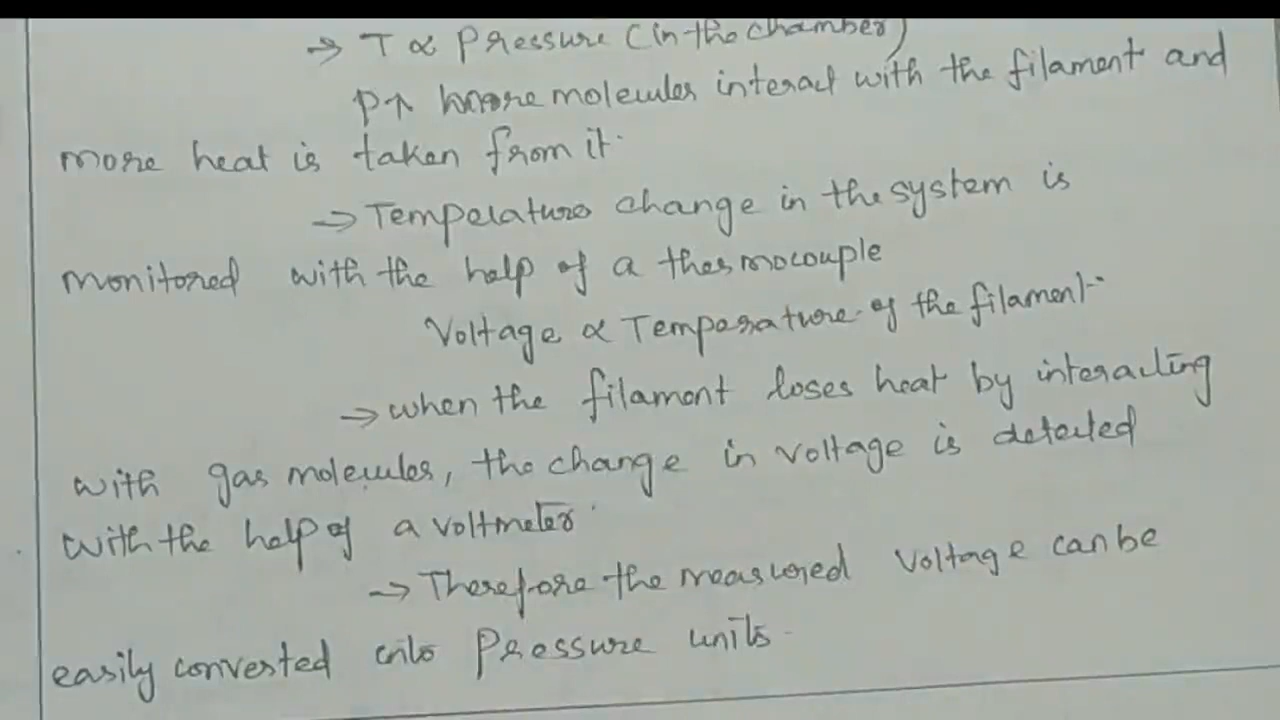 → T ∝ Pressure (in the chamber)
P↑ more molecules interact with the filament and
more heat is taken from it.
→ Temperature change in the system is
monitored with the help of a thermocouple
Voltage ∝ Temparature of the filament.
→ when the filament loses heat by interacting
with gas molecules, the change in voltage is detected
with the help of a voltmeter.
→ Therefore the measured voltage can be
easily converted into Pressure units.